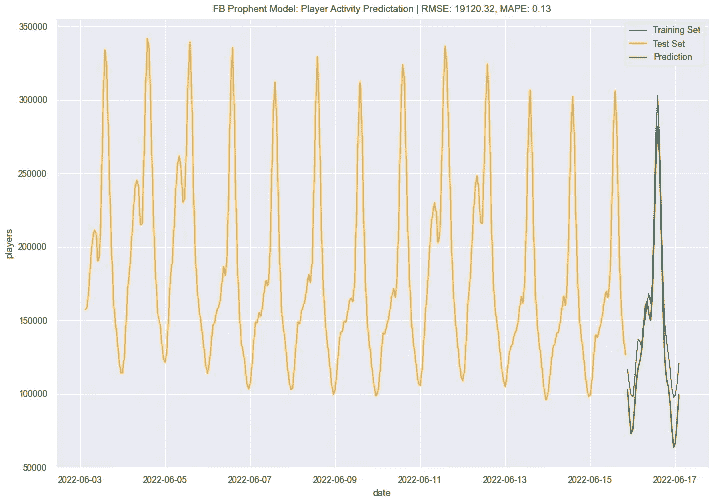 FB Prophent Model: Player Activity Predictation | RMSE: 19120.32, MAPE: 0.13
Training Set
Test Set
Prediction
350000
300000
250000
200000
150000
100000
50000
players
2022-06-03 2022-06-05 2022-06-07 2022-06-09 2022-06-11 2022-06-13 2022-06-15 2022-06-17
date